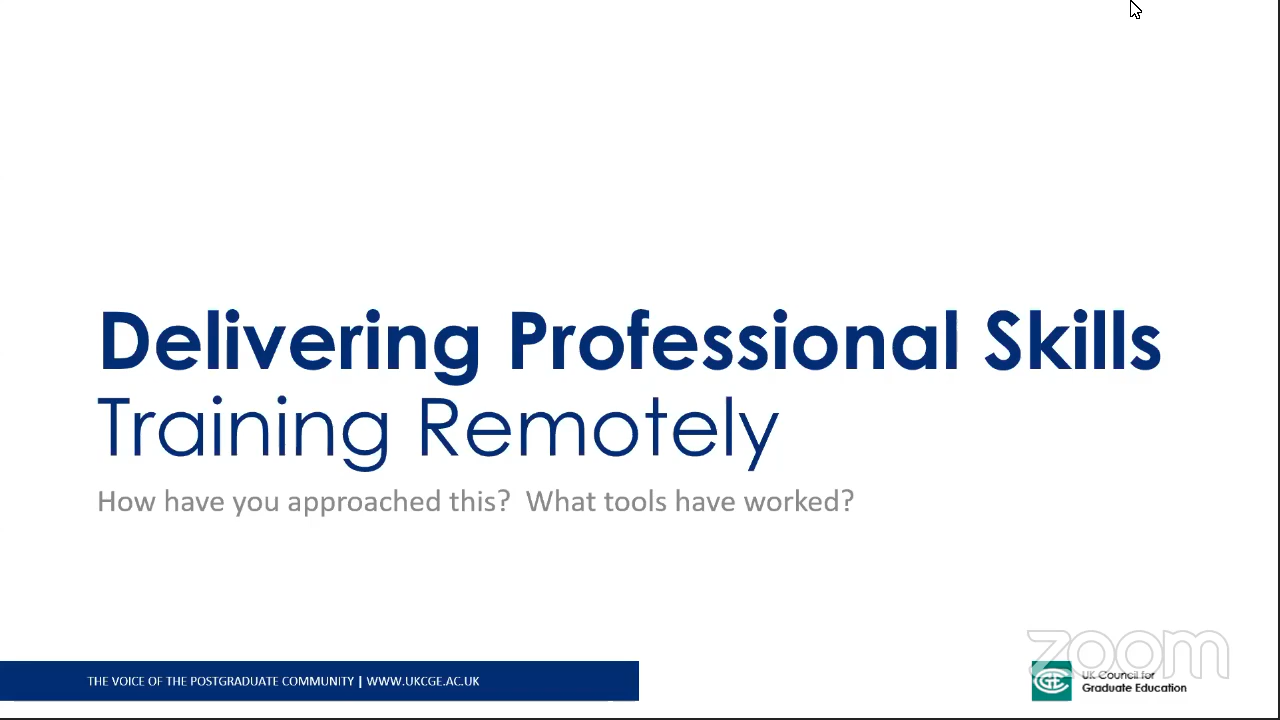 Delivering Professional Skills
Training Remotely
How have you approached this?  What tools have worked?
THE VOICE OF THE POSTGRADUATE COMMUNITY | WWW.UKCGE.AC.UK
zoom
UK Council for
Graduate Education